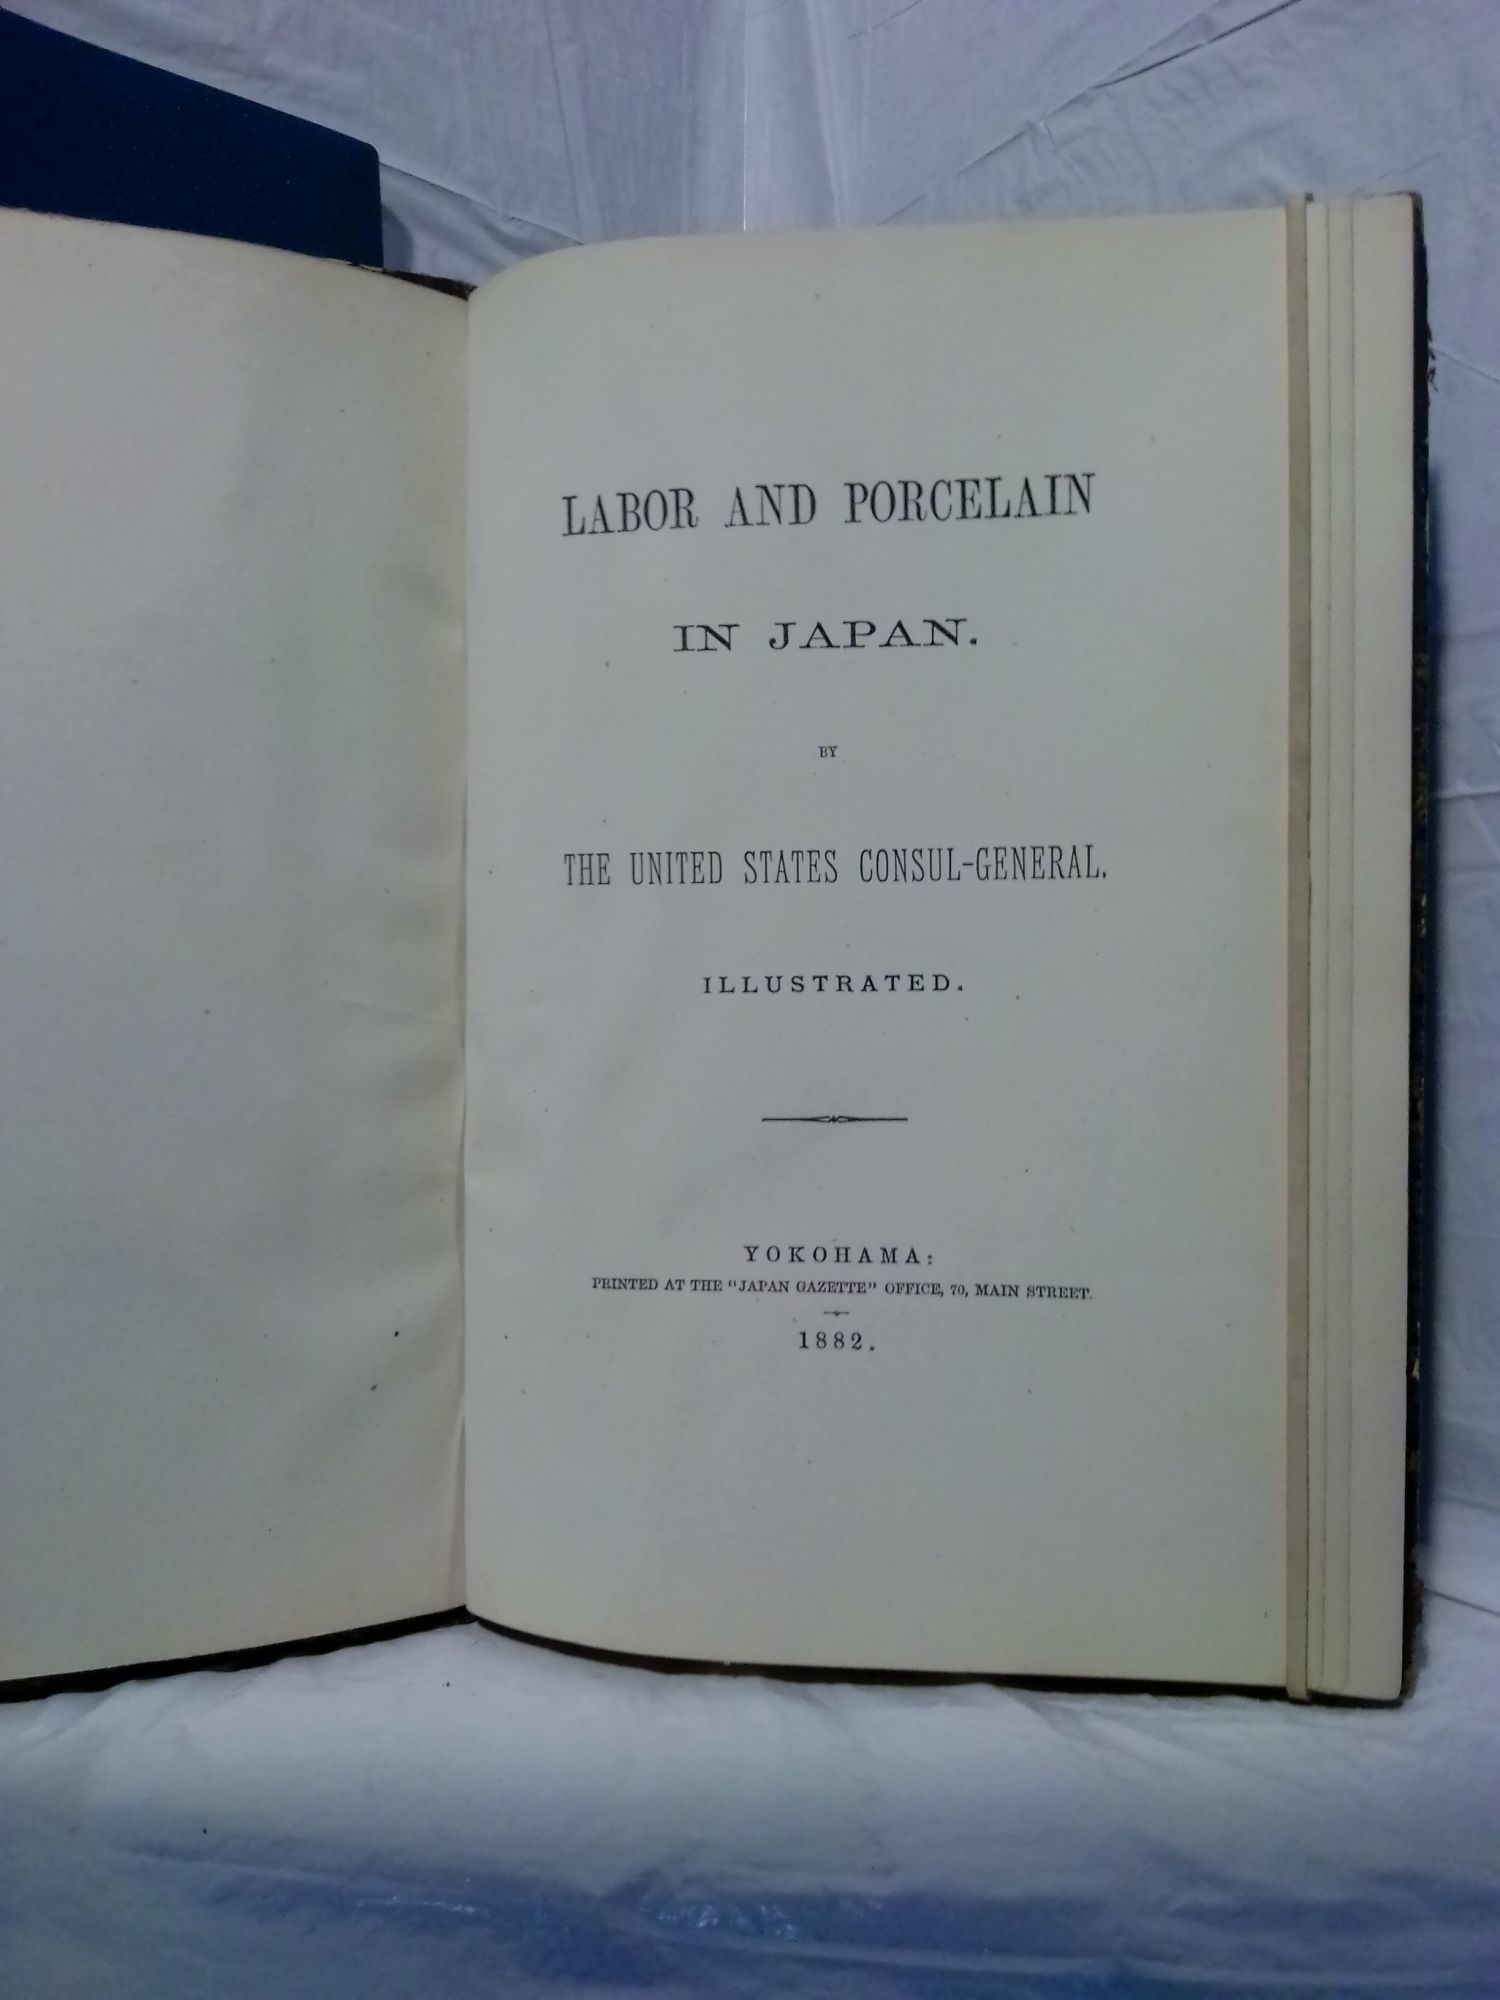 LABOR AND PORCELAIN
IN JAPAN.
BY
THE UNITED STATES CONSUL-GENERAL.
ILLUSTRATED.
YOKOHAMA:
PRINTED AT THE "JAPAN GAZETTE" OFFICE, 70, MAIN STREET.
1882.